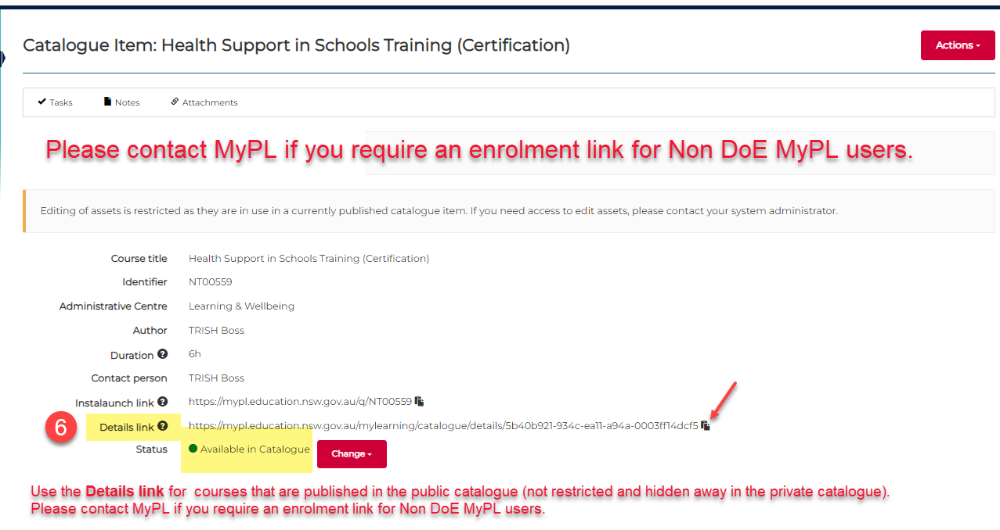 Catalogue Item: Health Support in Schools Training (Certification)
Actions
Tasks Notes Attachments
Please contact MyPL if you require an enrolment link for Non DoE MyPL users.
Editing of assets is restricted as they are in use in a currently published catalogue item. If you need access to edit assets, please contact your system administrator.
Course title Health Support in Schools Training (Certification)
Identifier NT00559
Administrative Centre Learning & Wellbeing
Author TRISH Boss
Duration ? 6h
Contact person TRISH Boss
Instalaunch link ? https://mypl.education.nsw.gov.au/q/NT00559
6 Details link ? https://mypl.education.nsw.gov.au/mylearning/catalogue/details/5b40b921-934c-ea11-a94a-0003ff14dcf5
Status Available in Catalogue Change
Use the Details link for courses that are published in the public catalogue (not restricted and hidden away in the private catalogue).
Please contact MyPL if you require an enrolment link for Non DoE MyPL users.